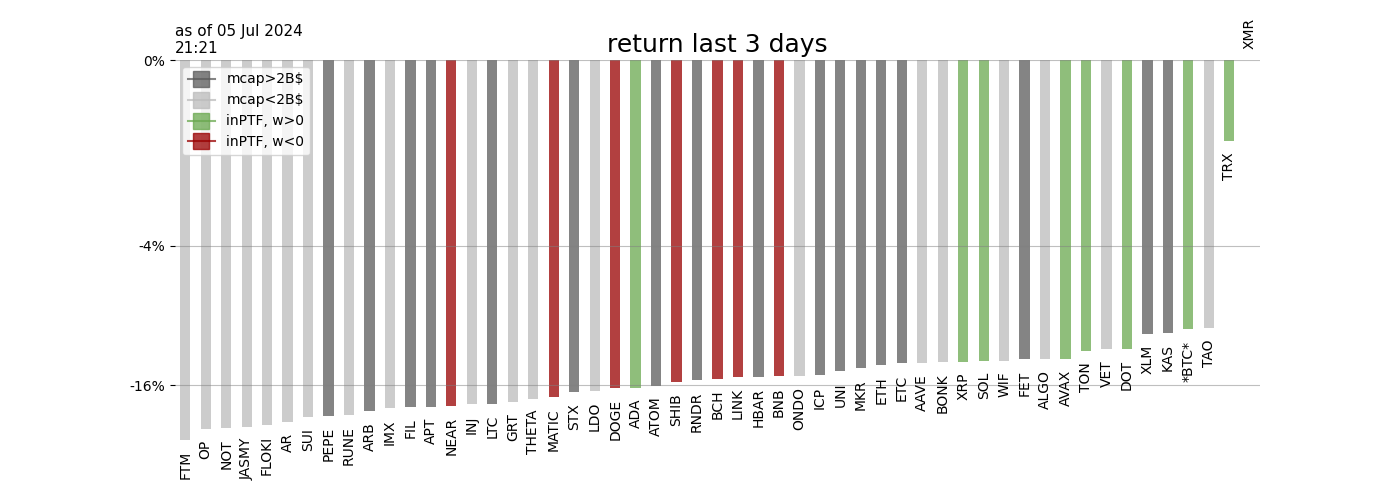 as of 05 Jul 2024
21:21
return last 3 days
XMR
0%
-4%
-16%
mcap>2B$
mcap<2B$
inPTF, w>0
inPTF, w<0
FTM
OP
NOT
JASMY
FLOKI
AR
SUI
PEPE
RUNE
ARB
IMX
FIL
APT
NEAR
INJ
LTC
GRT
THETA
MATIC
STX
LDO
DOGE
ADA
ATOM
SHIB
RNDR
BCH
LINK
HBAR
BNB
ONDO
ICP
UNI
MKR
ETH
ETC
AAVE
BONK
XRP
SOL
WIF
FET
ALGO
AVAX
TON
VET
DOT
XLM
KAS
*BTC*
TAO
TRX